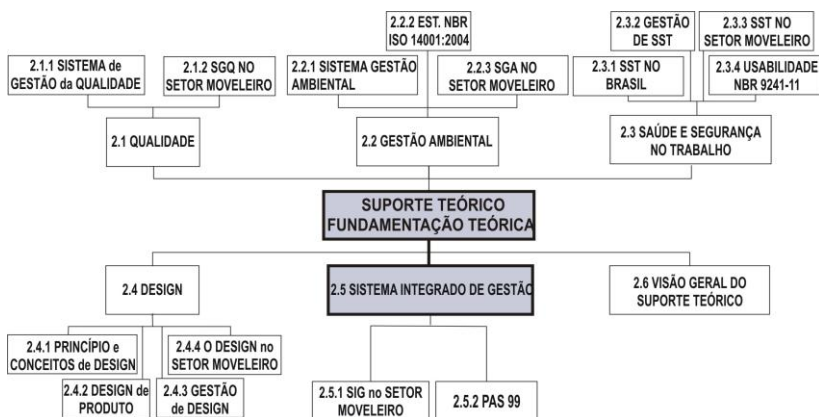 2.2.2 EST. NBR
ISO 14001:2004
2.3.2 GESTÃO
DE SST
2.3.3 SST NO
SETOR MOVELEIRO
2.1.1 SISTEMA de
GESTÃO da QUALIDADE
2.1.2 SGQ NO
SETOR MOVELEIRO
2.2.1 SISTEMA GESTÃO
AMBIENTAL
2.2.3 SGA NO
SETOR MOVELEIRO
2.3.1 SST NO
BRASIL
2.3.4 USABILIDADE
NBR 9241-11
2.1 QUALIDADE
2.2 GESTÃO AMBIENTAL
2.3 SAÚDE E SEGURANÇA
NO TRABALHO
SUPORTE TEÓRICO
FUNDAMENTAÇÃO TEÓRICA
2.4 DESIGN
2.5 SISTEMA INTEGRADO DE GESTÃO
2.6 VISÃO GERAL DO
SUPORTE TEÓRICO
2.4.1 PRINCÍPIO e
CONCEITOS de DESIGN
2.4.4 O DESIGN no
SETOR MOVELEIRO
2.4.2 DESIGN de
PRODUTO
2.4.3 GESTÃO
de DESIGN
2.5.1 SIG no SETOR
MOVELEIRO
2.5.2 PAS 99